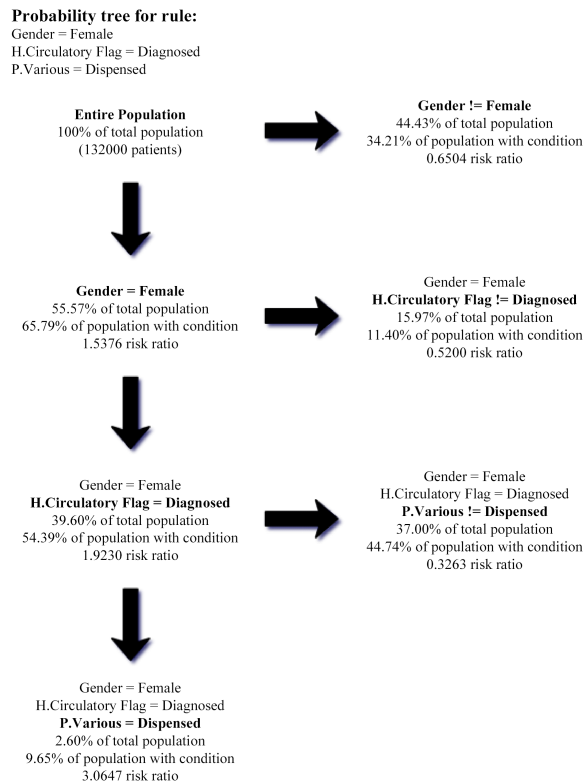 Probability tree for rule:
Gender = Female
H.Circulatory Flag = Diagnosed
P.Various = Dispensed
Entire Population
100% of total population
(132000 patients)
Gender != Female
44.43% of total population
34.21% of population with condition
0.6504 risk ratio
Gender = Female
55.57% of total population
65.79% of population with condition
1.5376 risk ratio
Gender = Female
H.Circulatory Flag != Diagnosed
15.97% of total population
11.40% of population with condition
0.5200 risk ratio
Gender = Female
H.Circulatory Flag = Diagnosed
39.60% of total population
54.39% of population with condition
1.9230 risk ratio
Gender = Female
H.Circulatory Flag = Diagnosed
P.Various != Dispensed
37.00% of total population
44.74% of population with condition
0.3263 risk ratio
Gender = Female
H.Circulatory Flag = Diagnosed
P.Various = Dispensed
2.60% of total population
9.65% of population with condition
3.0647 risk ratio